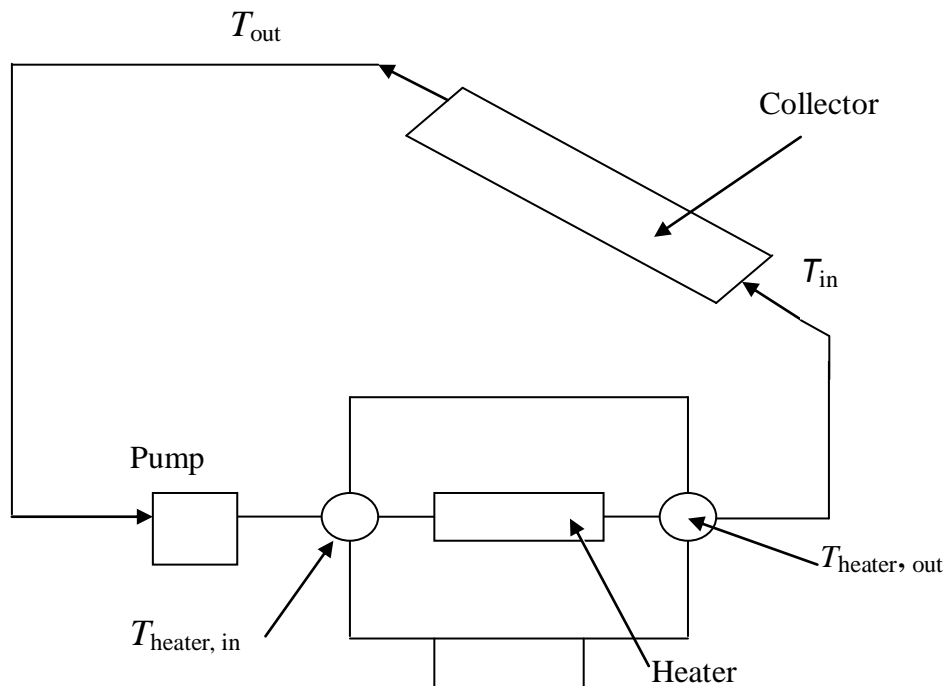 T_out
Collector
T_in
Pump
T_heater, out
T_heater, in
Heater